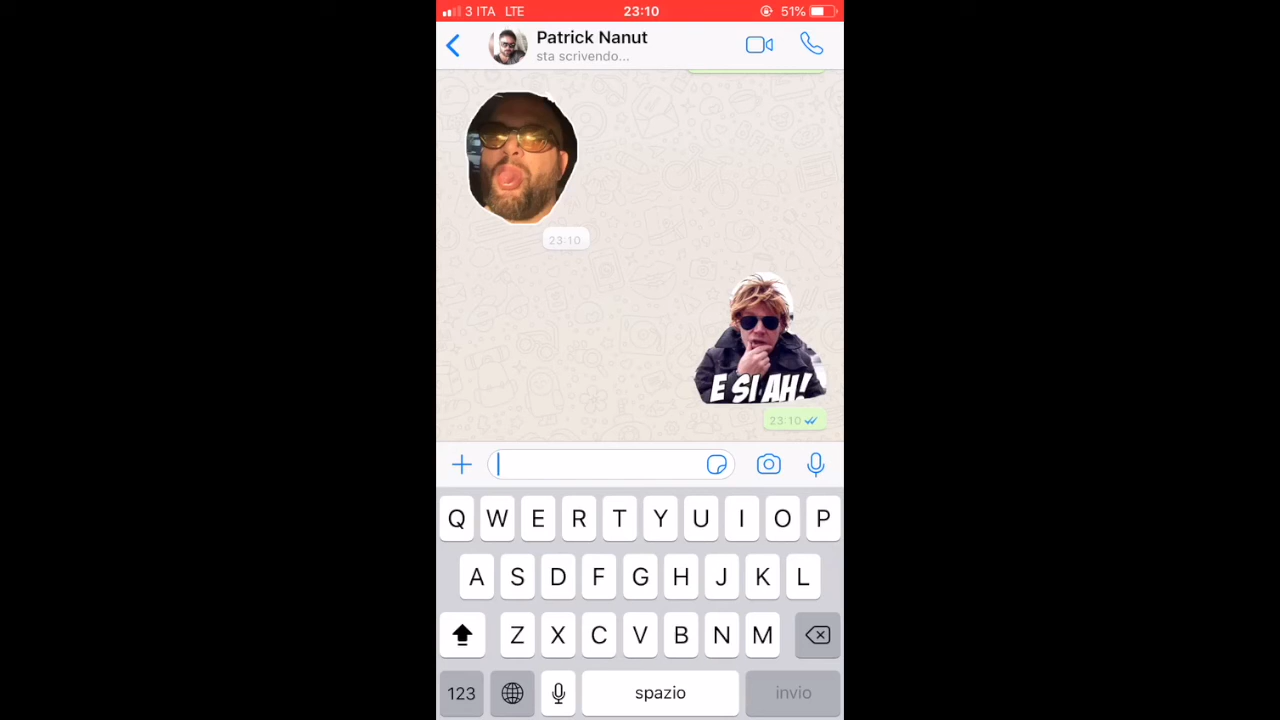 3 ITA LTE 23:10 51%
Patrick Nanut
sta scrivendo...
23:10
E SI AH!
23:10
Q W E R T Y U I O P
A S D F G H J K L
Z X C V B N M
123 spazio invio